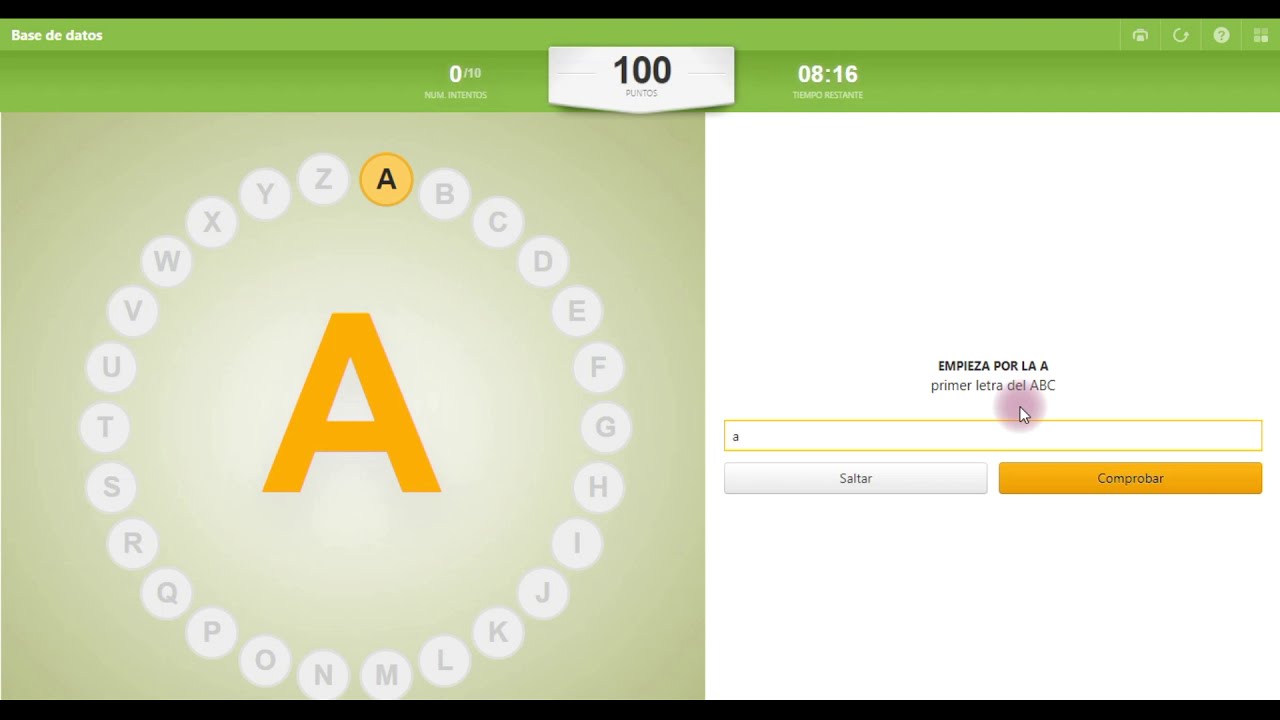 Base de datos
0/10
NUM. INTENTOS
100
PUNTOS
08:16
TIEMPO RESTANTE
?
A
B
C
D
E
F
G
H
I
J
K
L
M
N
O
P
Q
R
S
T
U
V
W
X
Y
Z
A
EMPIEZA POR LA A
primer letra del ABC
a
Saltar
Comprobar